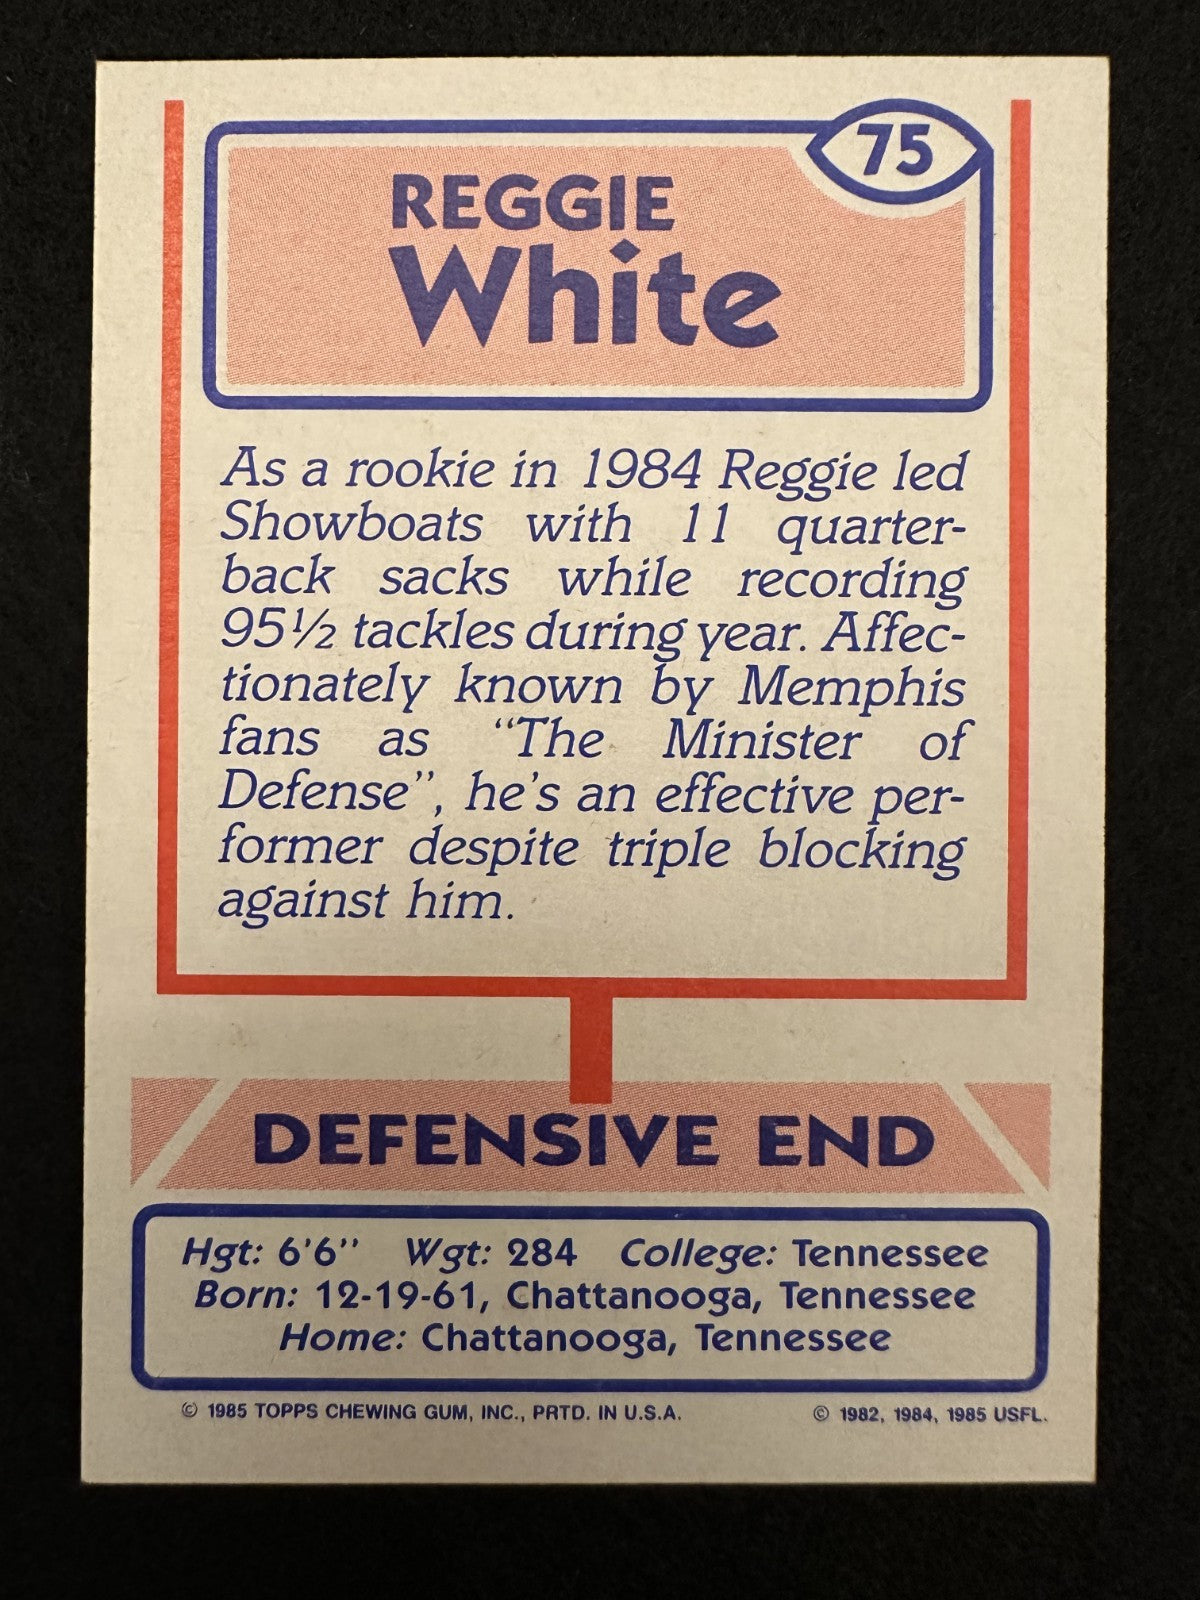 75
REGGIE
White
As a rookie in 1984 Reggie led
Showboats with 11 quarter-
back sacks while recording
95½ tackles during year. Affec-
tionately known by Memphis
fans as "The Minister of
Defense", he's an effective per-
former despite triple blocking
against him.
DEFENSIVE END
Hgt: 6'6" Wgt: 284 College: Tennessee
Born: 12-19-61, Chattanooga, Tennessee
Home: Chattanooga, Tennessee
© 1985 TOPPS CHEWING GUM, INC., PRTD. IN U.S.A. © 1982, 1984, 1985 USFL.